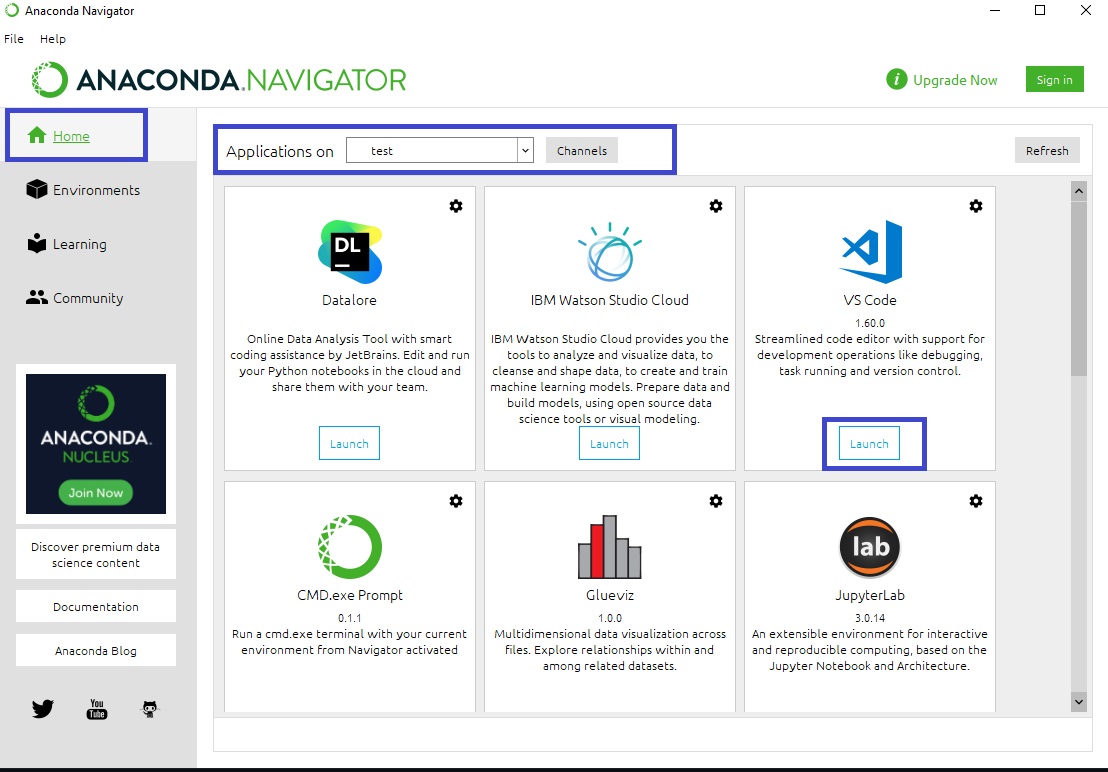 Anaconda Navigator
File Help
ANACONDA.NAVIGATOR
Upgrade Now
Sign in
Home
Environments
Learning
Community
ANACONDA.
NUCLEUS
Join Now
Discover premium data
science content
Documentation
Anaconda Blog
You
Tube
Applications on test Channels
Refresh
DL
Datalore
Online Data Analysis Tool with smart
coding assistance by JetBrains. Edit and run
your Python notebooks in the cloud and
share them with your team.
Launch
IBM Watson Studio Cloud
IBM Watson Studio Cloud provides you the
tools to analyze and visualize data, to
cleanse and shape data, to create and train
machine learning models. Prepare data and
build models, using open source data
science tools or visual modeling.
Launch
VS Code
1.60.0
Streamlined code editor with support for
development operations like debugging,
task running and version control.
Launch
CMD.exe Prompt
0.1.1
Run a cmd.exe terminal with your current
environment from Navigator activated
Glueviz
1.0.0
Multidimensional data visualization across
files. Explore relationships within and
among related datasets.
lab
JupyterLab
3.0.14
An extensible environment for interactive
and reproducible computing, based on the
Jupyter Notebook and Architecture.